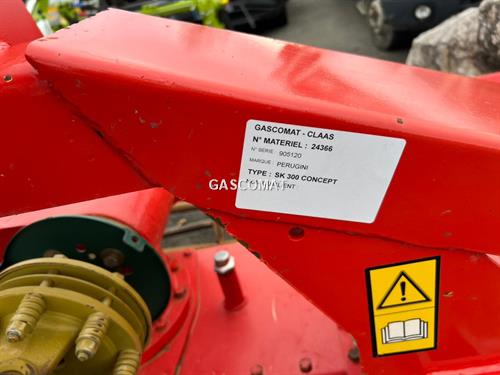 GASCOMAT - CLAAS
N° MATERIEL : 24366
N° SERIE : 905120
MARQUE : PERUGINI
TYPE : SK 300 CONCEPT
GASCOMAT